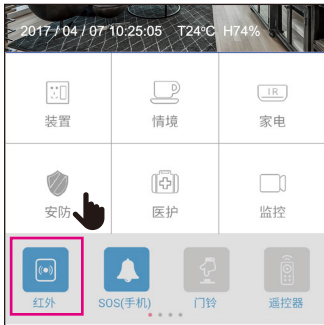 2017 / 04 / 07 10:25:05 T24°C H74%
IR
装置 情境 家电
安防 医护 监控
红外 SOS(手机) 门铃 遥控器